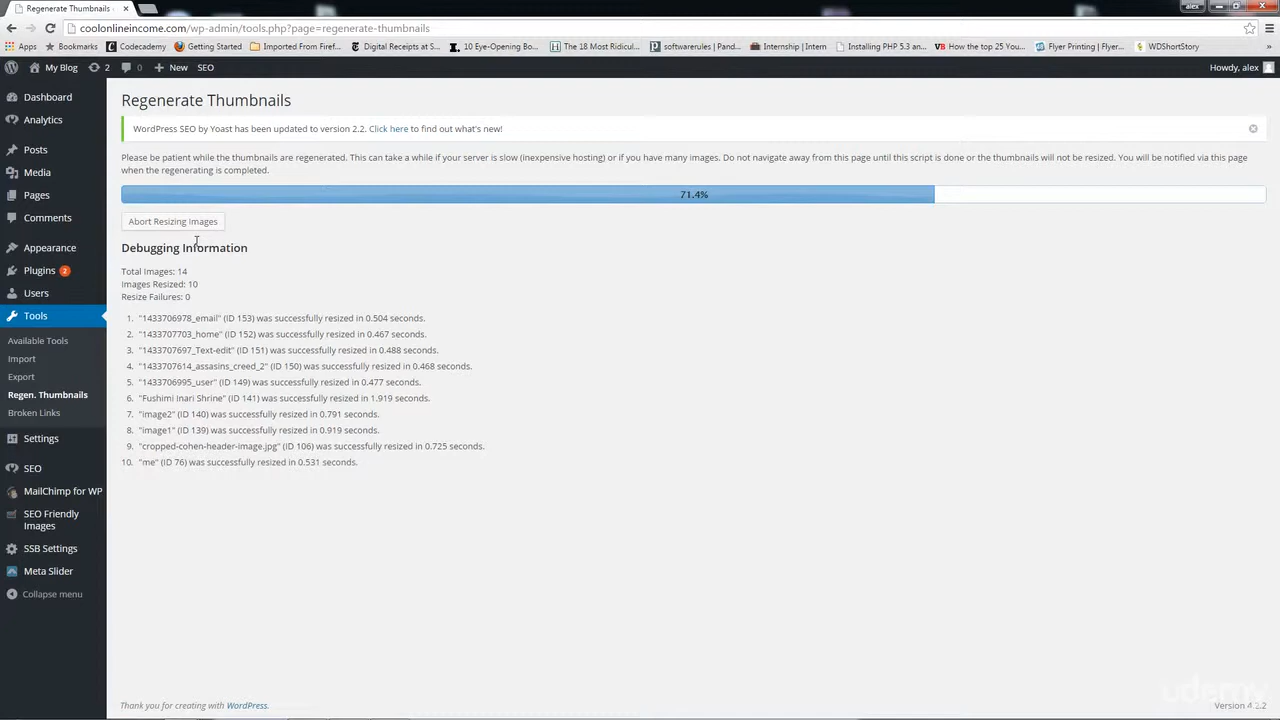 Regenerate Thumbnails
alex
coolonlineincome.com/wp-admin/tools.php?page=regenerate-thumbnails
Apps
Bookmarks
Codecademy
Getting Started
Imported From Firef...
Digital Receipts at S...
10 Eye-Opening Bo...
The 18 Most Ridicul...
softwarerules | Pand...
Internship | Intern
Installing PHP 5.3 an...
How the top 25 You...
Flyer Printing | Flyer...
WDShortStory
»
My Blog
2
0
New
SEO
Howdy, alex
Dashboard
Analytics
Posts
Media
Pages
Comments
Appearance
Plugins 2
Users
Tools
Available Tools
Import
Export
Regen. Thumbnails
Broken Links
Settings
SEO
MailChimp for WP
SEO Friendly
Images
SSB Settings
Meta Slider
Collapse menu
Regenerate Thumbnails
WordPress SEO by Yoast has been updated to version 2.2. Click here to find out what's new!
Please be patient while the thumbnails are regenerated. This can take a while if your server is slow (inexpensive hosting) or if you have many images. Do not navigate away from this page until this script is done or the thumbnails will not be resized. You will be notified via this page
when the regenerating is completed.
71.4%
Abort Resizing Images
Debugging Information
Total Images: 14
Images Resized: 10
Resize Failures: 0
1. "1433706978_email" (ID 153) was successfully resized in 0.504 seconds.
2. "1433707703_home" (ID 152) was successfully resized in 0.467 seconds.
3. "1433707697_Text-edit" (ID 151) was successfully resized in 0.488 seconds.
4. "1433707614_assasins_creed_2" (ID 150) was successfully resized in 0.468 seconds.
5. "1433706995_user" (ID 149) was successfully resized in 0.477 seconds.
6. "Fushimi Inari Shrine" (ID 141) was successfully resized in 1.919 seconds.
7. "image2" (ID 140) was successfully resized in 0.791 seconds.
8. "image1" (ID 139) was successfully resized in 0.919 seconds.
9. "cropped-cohen-header-image.jpg" (ID 106) was successfully resized in 0.725 seconds.
10. "me" (ID 76) was successfully resized in 0.531 seconds.
Thank you for creating with WordPress.
udemy
Version 4.2.2